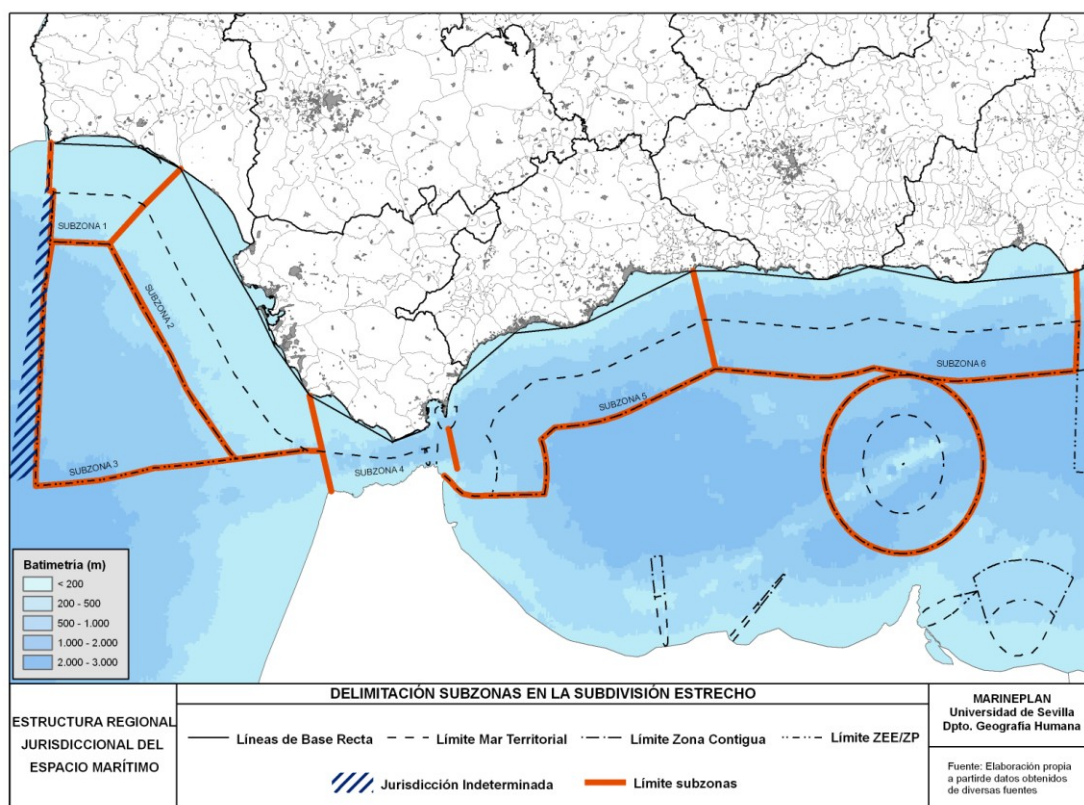 SUBZONA 1
SUBZONA 2
SUBZONA 3
SUBZONA 4
SUBZONA 5
SUBZONA 6
Batimetría (m)
< 200
200 - 500
500 - 1.000
1.000 - 2.000
2.000 - 3.000
ESTRUCTURA REGIONAL
JURISDICCIONAL DEL
ESPACIO MARÍTIMO
DELIMITACIÓN SUBZONAS EN LA SUBDIVISIÓN ESTRECHO
Líneas de Base Recta
Límite Mar Territorial
Límite Zona Contigua
Límite ZEE/ZP
Jurisdicción Indeterminada
Límite subzonas
MARINEPLAN
Universidad de Sevilla
Dpto. Geografía Humana
Fuente: Elaboración propia
a partirde datos obtenidos
de diversas fuentes